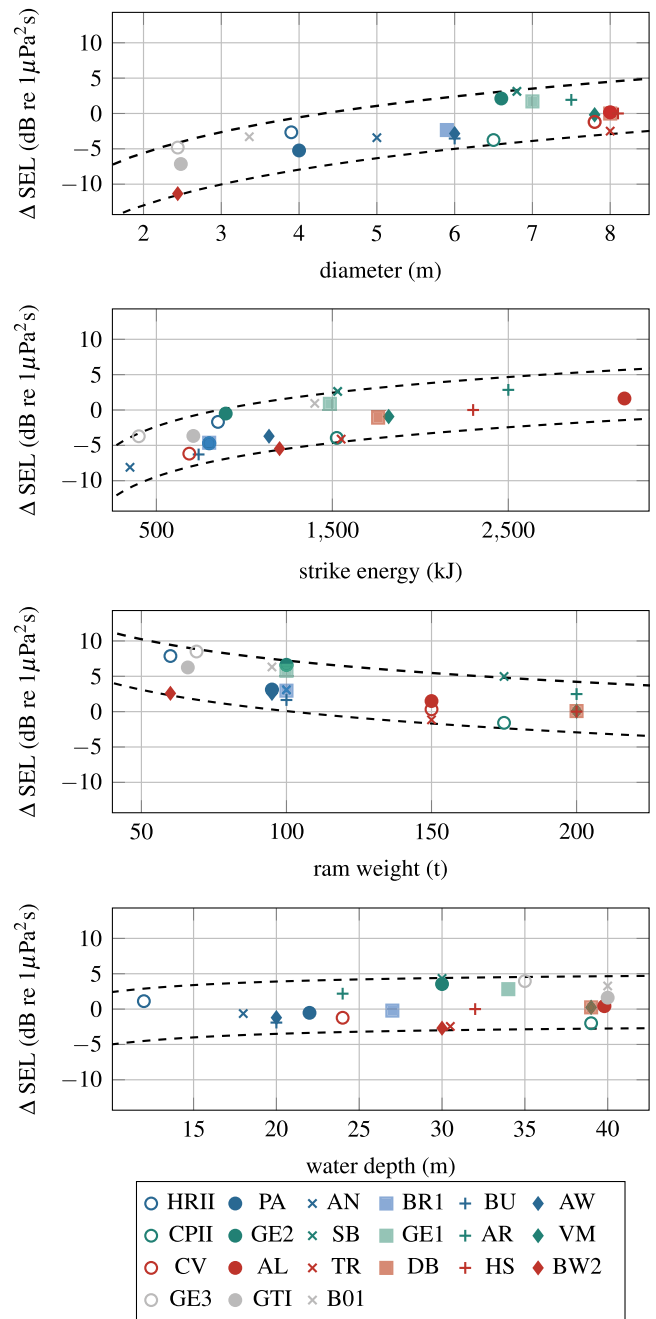 10
5
0
−5
−10
Δ SEL (dB re 1μPa²s)
2 3 4 5 6 7 8
diameter (m)
10
5
0
−5
−10
Δ SEL (dB re 1μPa²s)
500 1,500 2,500
strike energy (kJ)
10
5
0
−5
−10
Δ SEL (dB re 1μPa²s)
50 100 150 200
ram weight (t)
10
5
0
−5
−10
Δ SEL (dB re 1μPa²s)
15 20 25 30 35 40
water depth (m)
HRII PA AN BR1 BU AW
CPII GE2 SB GE1 AR VM
CV AL TR DB HS BW2
GE3 GTI B01